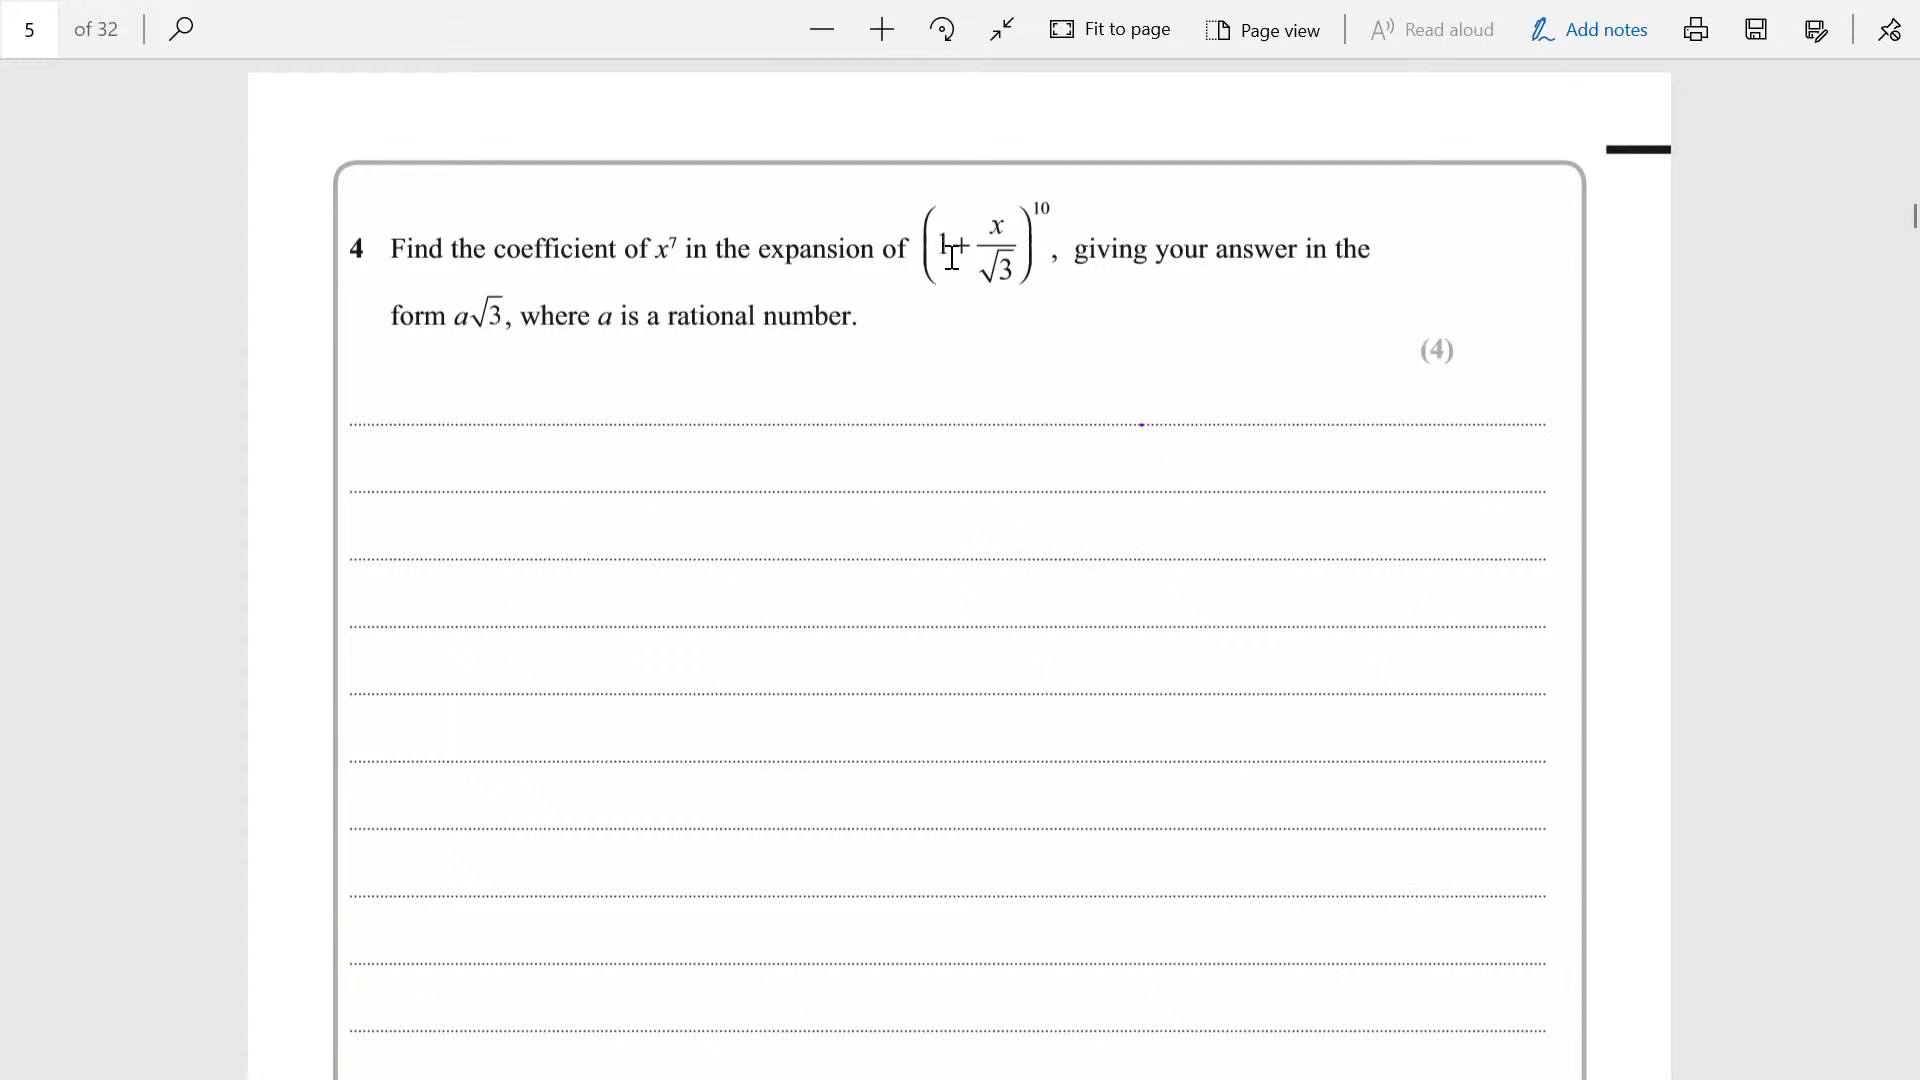 5 of 32 Fit to page Page view Read aloud Add notes
4 Find the coefficient of x⁷ in the expansion of (1+x/√3)¹⁰, giving your answer in the
form a√3, where a is a rational number.
(4)